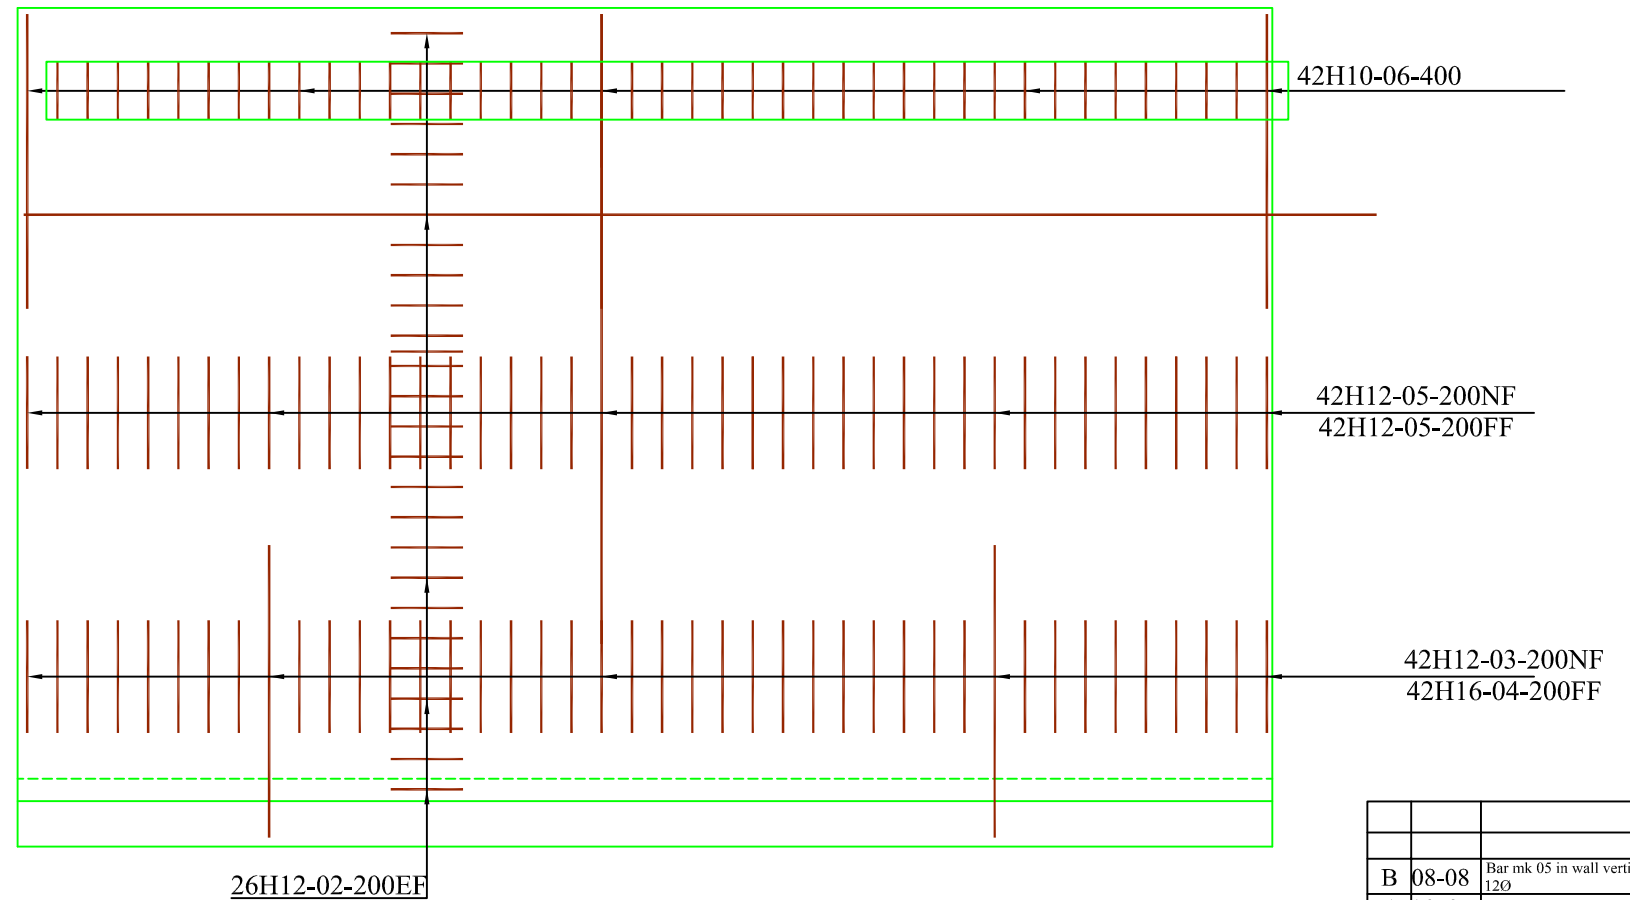 42H10-06-400
42H12-05-200NF
42H12-05-200FF
42H12-03-200NF
42H16-04-200FF
26H12-02-200EF
B 08-08 Bar mk 05 in wall verti
12Ø